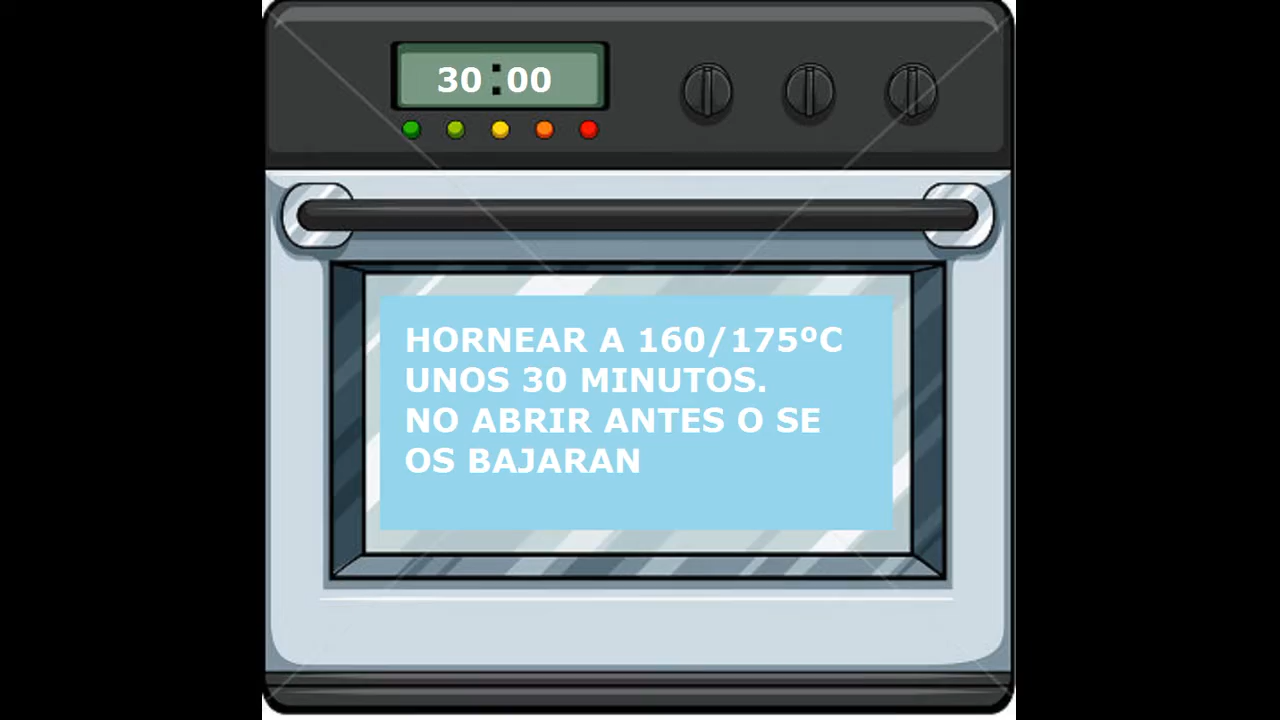 30:00
HORNEAR A 160/175ºC
UNOS 30 MINUTOS.
NO ABRIR ANTES O SE
OS BAJARAN